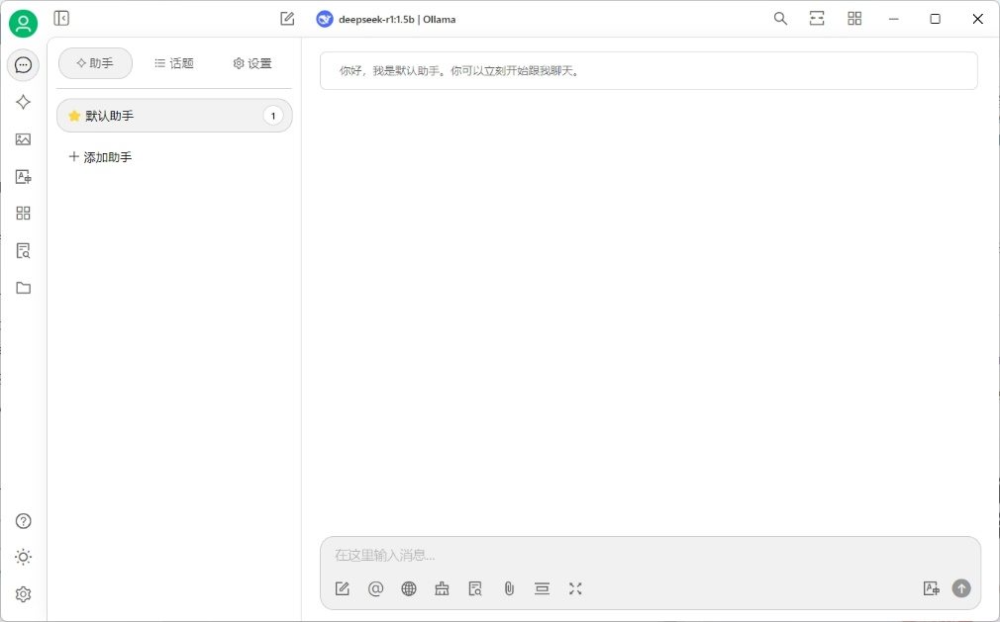 deepseek-r1:1.5b | Ollama
助手
话题
设置
默认助手
1
添加助手
你好，我是默认助手。你可以立刻开始跟我聊天。
在这里输入消息...